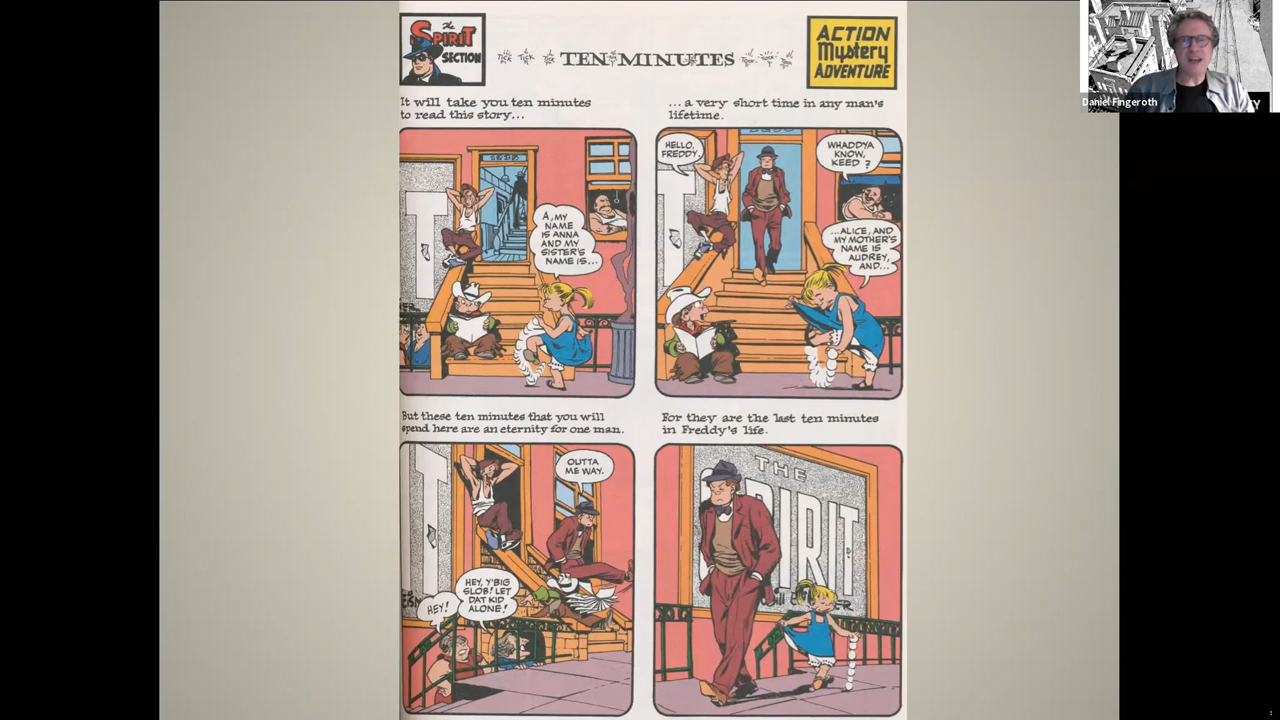 The
SPIRIT
SECTION
TEN MINUTES
ACTION
Mystery
ADVENTURE
Daniel Fingeroth
It will take you ten minutes
to read this story...
...a very short time in any man's
lifetime.
A, MY
NAME
IS ANNA
AND MY
SISTER'S
NAME IS...
HELLO,
FREDDY.
WHADDYA
KNOW,
KEED?
...ALICE, AND
MY MOTHER'S
NAME IS
AUDREY,
AND...
But these ten minutes that you will
spend here are an eternity for one man.
For they are the last ten minutes
in Freddy's life.
OUTTA
ME WAY.
HEY!
HEY, Y'BIG
SLOB! LET
DAT KID
ALONE!
THE
SPIRIT